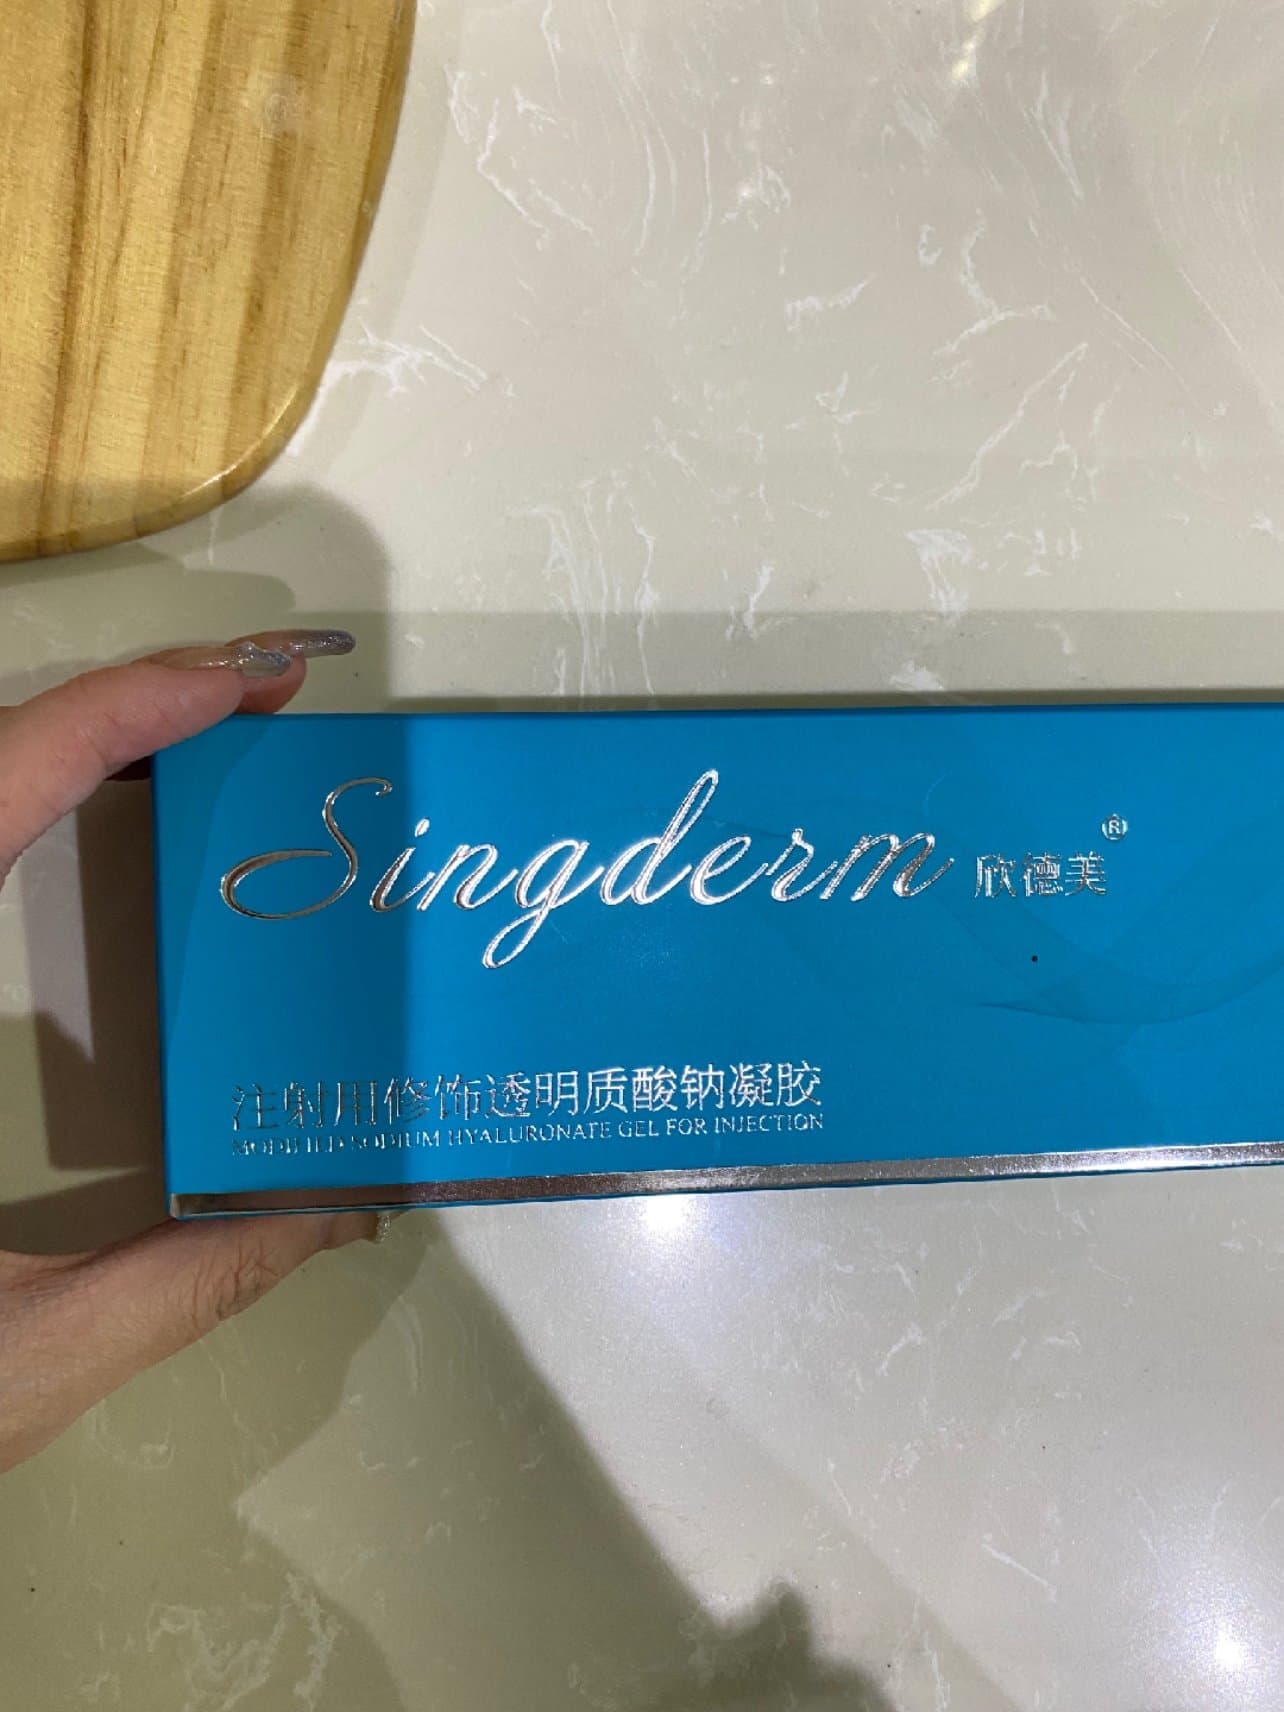 Singderm 欣德美®
注射用修饰透明质酸钠凝胶
MODIFIED SODIUM HYALURONATE GEL FOR INJECTION